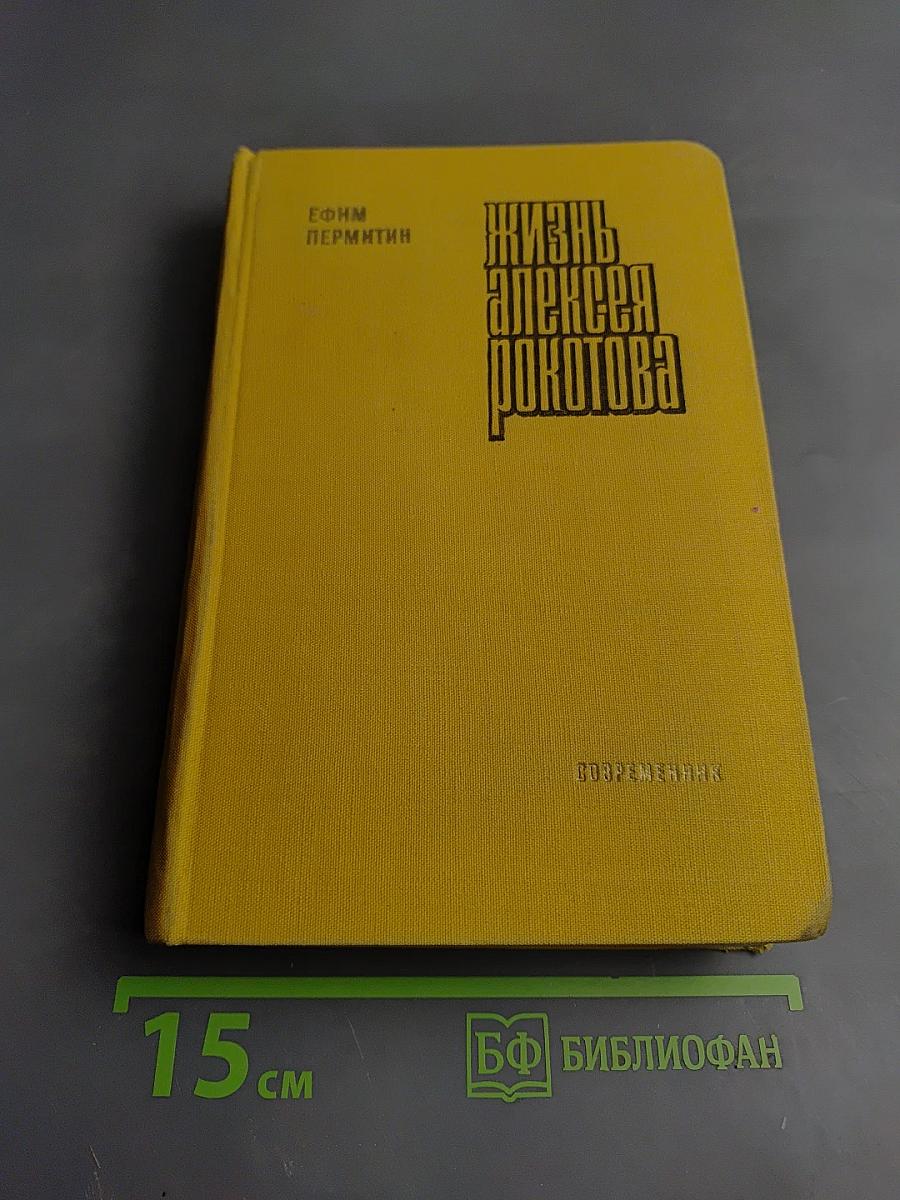 ЕФИМ
ПЕРМИТИН
ЖИЗНЬ
АЛЕКСЕЯ
РОКОТОВА
СОВРЕМЕННИК
15 см
БФ БИБЛИОФАН